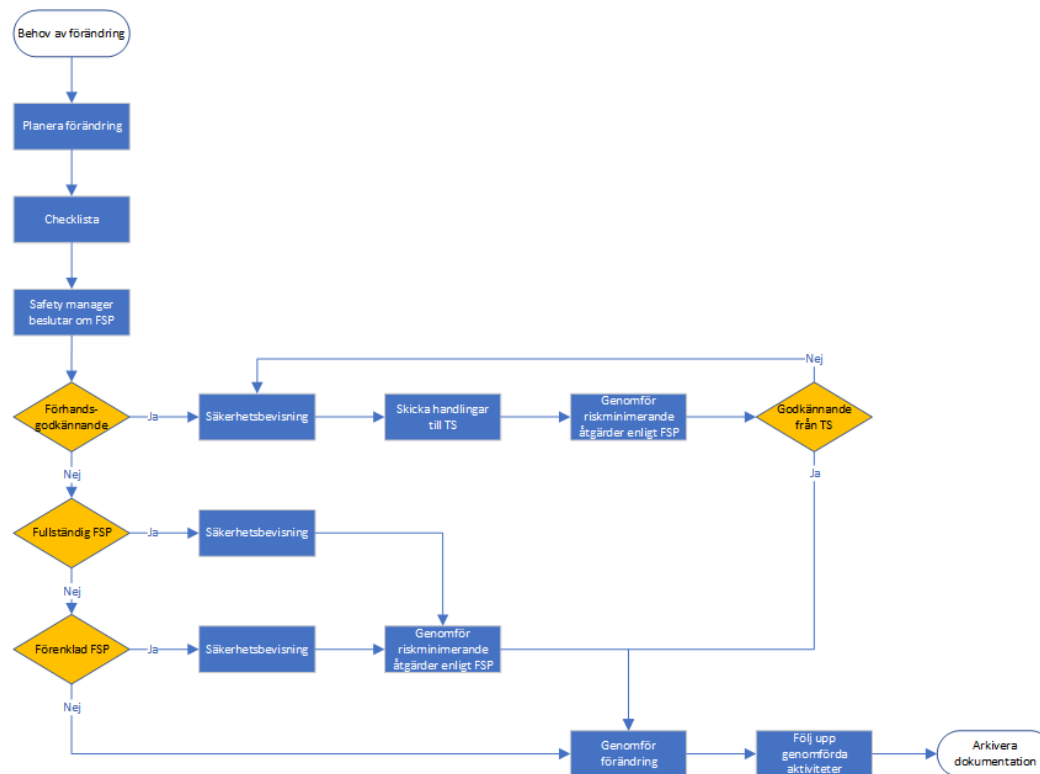 Behov av förändring
Planera förändring
Checklista
Safety manager
beslutar om FSP
Nej
Förhands-
godkännande
Ja
Säkerhetsbevisning
Skicka handlingar
till TS
Genomför
riskminimerande
åtgärder enligt FSP
Godkännande
från TS
Nej
Ja
Fullständig FSP
Ja
Säkerhetsbevisning
Nej
Förenklad FSP
Ja
Säkerhetsbevisning
Genomför
riskminimerande
åtgärder enligt FSP
Nej
Genomför
förändring
Följ upp
genomförda
aktiviteter
Arkivera
dokumentation